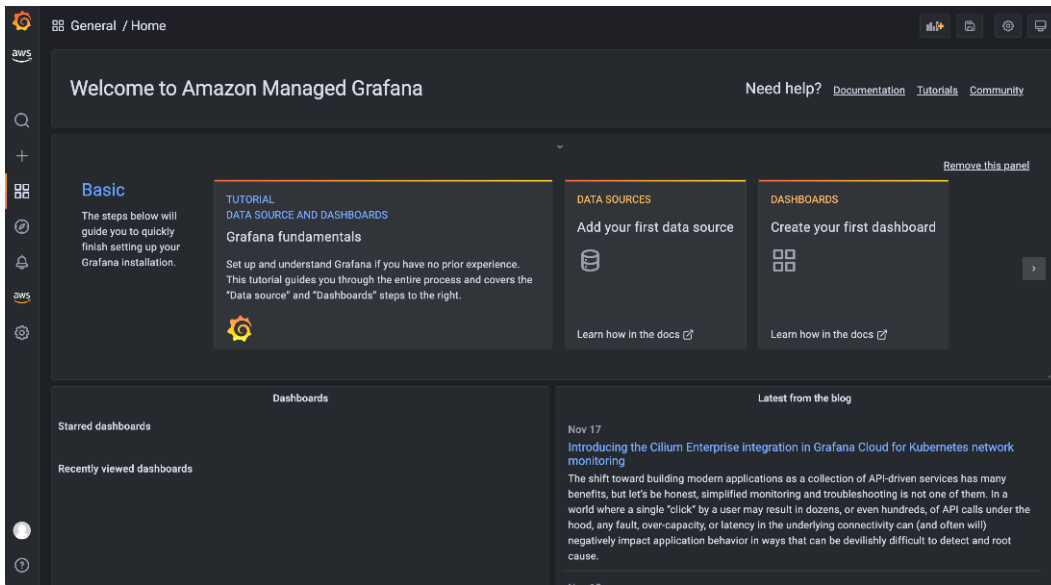 General / Home
aws
Welcome to Amazon Managed Grafana
Need help? Documentation Tutorials Community
Remove this panel
Basic
The steps below will
guide you to quickly
finish setting up your
Grafana installation.
TUTORIAL
DATA SOURCE AND DASHBOARDS
Grafana fundamentals
Set up and understand Grafana if you have no prior experience.
This tutorial guides you through the entire process and covers the
"Data source" and "Dashboards" steps to the right.
DATA SOURCES
Add your first data source
Learn how in the docs
DASHBOARDS
Create your first dashboard
Learn how in the docs
aws
Dashboards
Starred dashboards
Recently viewed dashboards
Latest from the blog
Nov 17
Introducing the Cilium Enterprise integration in Grafana Cloud for Kubernetes network
monitoring
The shift toward building modern applications as a collection of API-driven services has many
benefits, but let's be honest, simplified monitoring and troubleshooting is not one of them. In a
world where a single "click" by a user may result in dozens, or even hundreds, of API calls under the
hood, any fault, over-capacity, or latency in the underlying connectivity can (and often will)
negatively impact application behavior in ways that can be devilishly difficult to detect and root
cause.